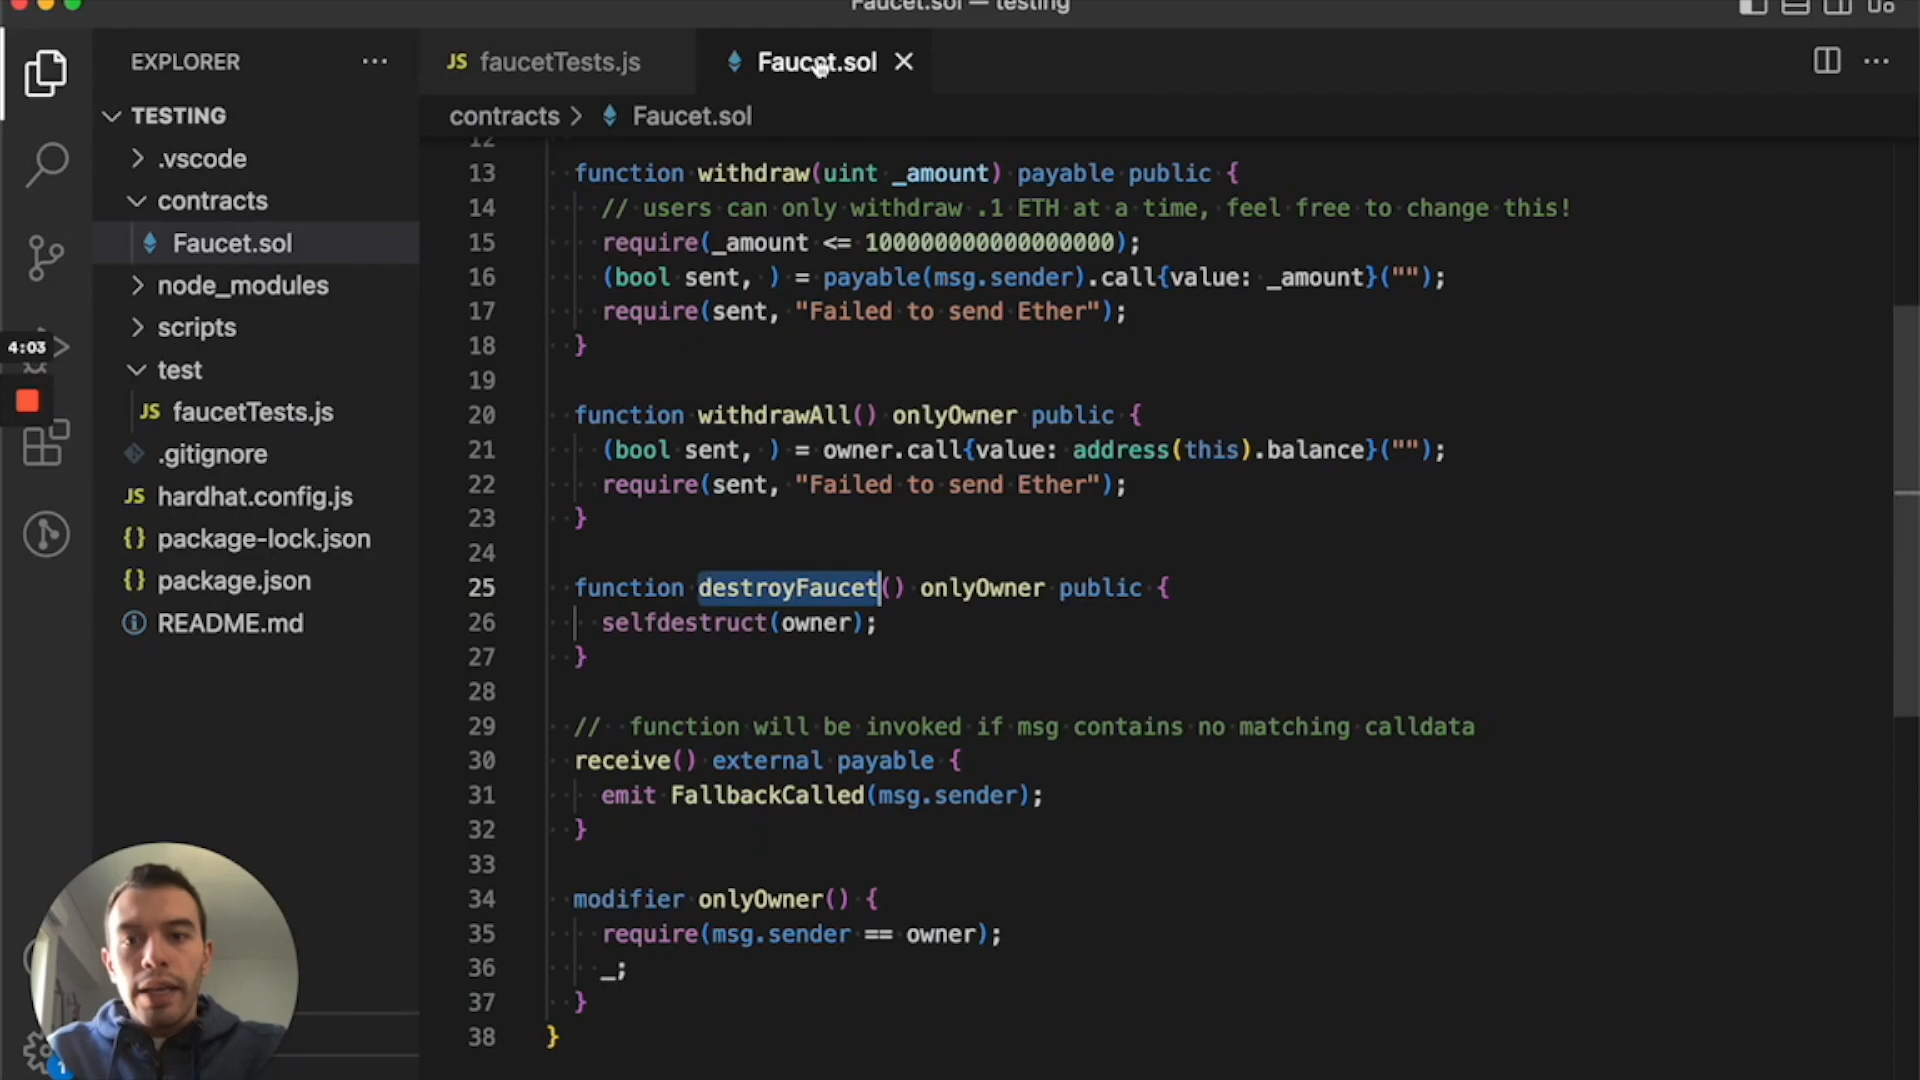 Faucet.sol — testing
EXPLORER
TESTING
.vscode
contracts
Faucet.sol
node_modules
scripts
test
JS faucetTests.js
.gitignore
JS hardhat.config.js
{} package-lock.json
{} package.json
README.md
4:03
1
JS faucetTests.js
Faucet.sol
contracts > Faucet.sol
12
13 function withdraw(uint _amount) payable public {
14 // users can only withdraw .1 ETH at a time, feel free to change this!
15 require(_amount <= 100000000000000000);
16 (bool sent, ) = payable(msg.sender).call{value: _amount}("");
17 require(sent, "Failed to send Ether");
18 }
19
20 function withdrawAll() onlyOwner public {
21 (bool sent, ) = owner.call{value: address(this).balance}("");
22 require(sent, "Failed to send Ether");
23 }
24
25 function destroyFaucet() onlyOwner public {
26 selfdestruct(owner);
27 }
28
29 // function will be invoked if msg contains no matching calldata
30 receive() external payable {
31 emit FallbackCalled(msg.sender);
32 }
33
34 modifier onlyOwner() {
35 require(msg.sender == owner);
36 _;
37 }
38 }